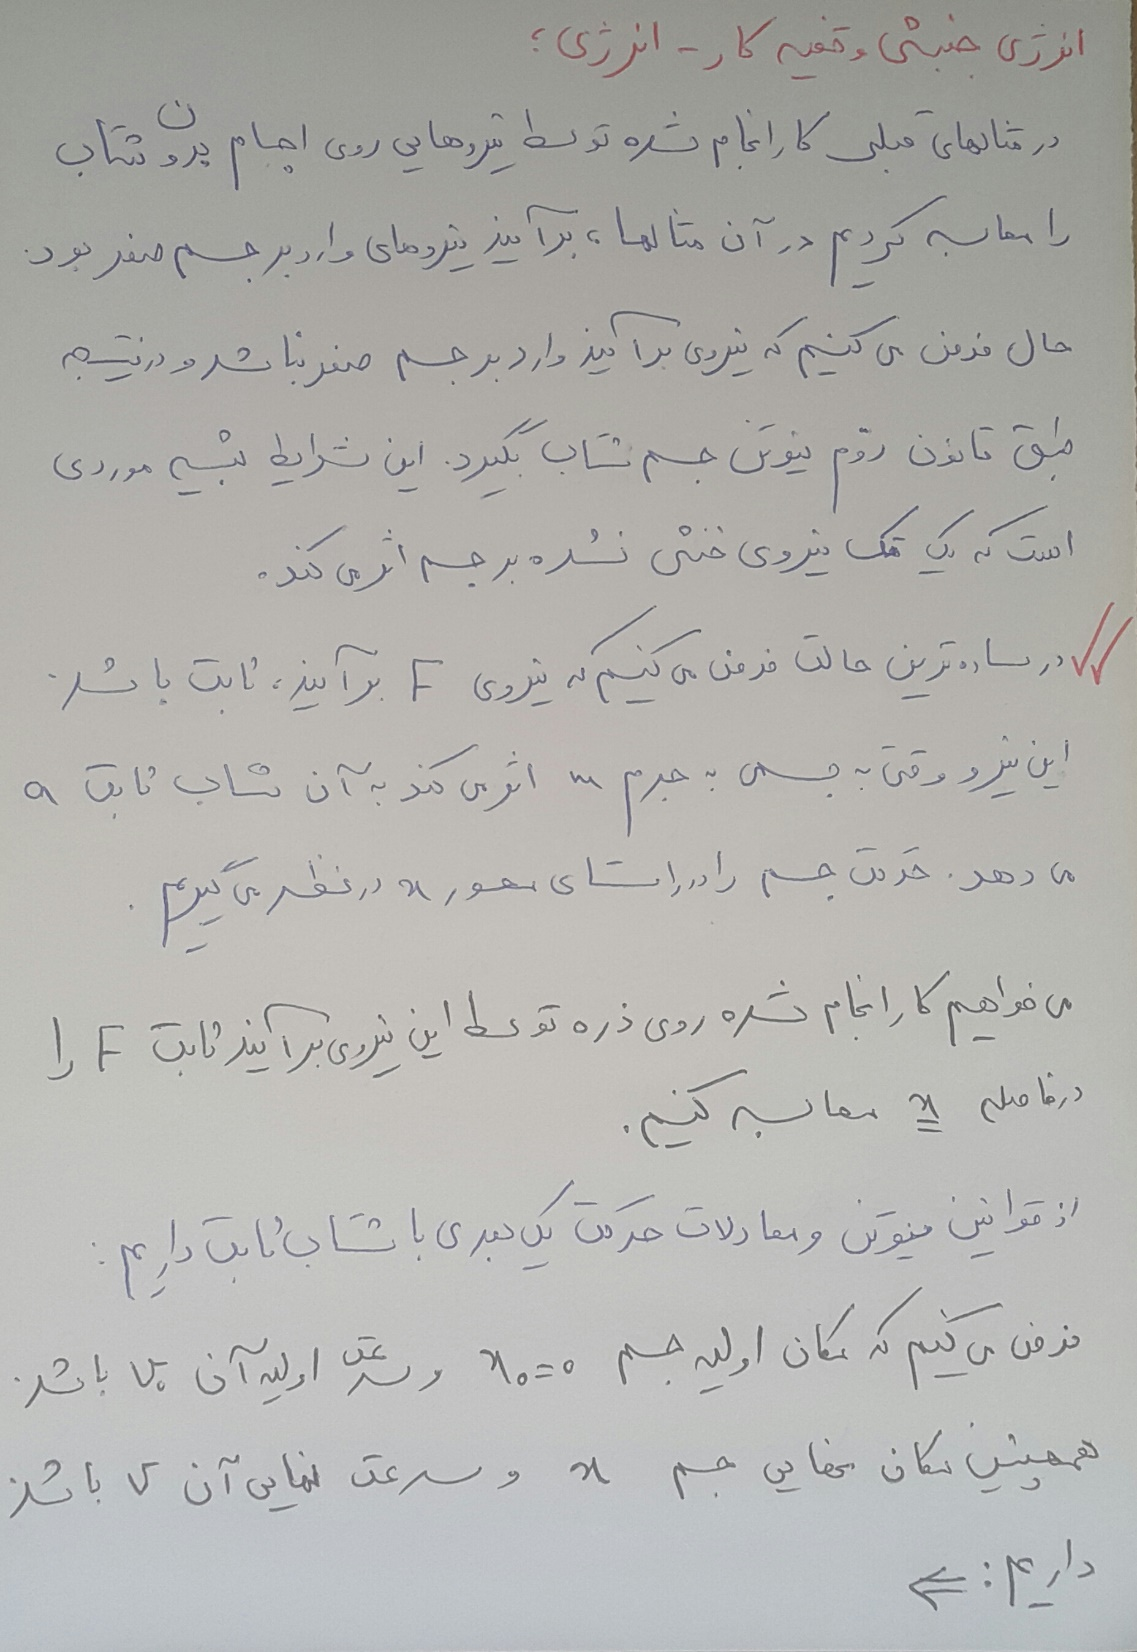 انرژی جنبشی و قضیه کار - انرژی ؛
در مثالهای قبلی کار انجام شده توسط نیروهایی روی اجسام بدون شتاب
را محاسبه کردیم در آن مثالها، برآیند نیروهای وارد بر جسم صفر بود.
حال فرض می کنیم که نیروی برآیند وارد بر جسم صفر نباشد و در نتیجه
طبق قانون دوّم نیوتن جسم شتاب بگیرد. این شرایط شبیه موردی
است که یک تک نیروی خنثی نشده بر جسم اثر می کند.
در ساده ترین حالت فرض می کنیم که نیروی F برآیند، ثابت باشد.
این نیرو وقتی به جسمی به جرم m اثر می کند به آن شتاب ثابت a
می دهد. حرکت جسم را در راستای محور x در نظر می گیریم.
می خواهیم کار انجام شده روی ذره توسط این نیروی برآیند ثابت F را
در فاصله x محاسبه کنیم.
از قوانین نیوتن و معادلات حرکت یک بعدی با شتاب ثابت داریم:
فرض می کنیم که مکان اولیه جسم x₀=0 و سرعت اولیه آن v₀ باشد.
همچنین مکان نهایی جسم x و سرعت نهایی آن v باشد
داریم: ⇐